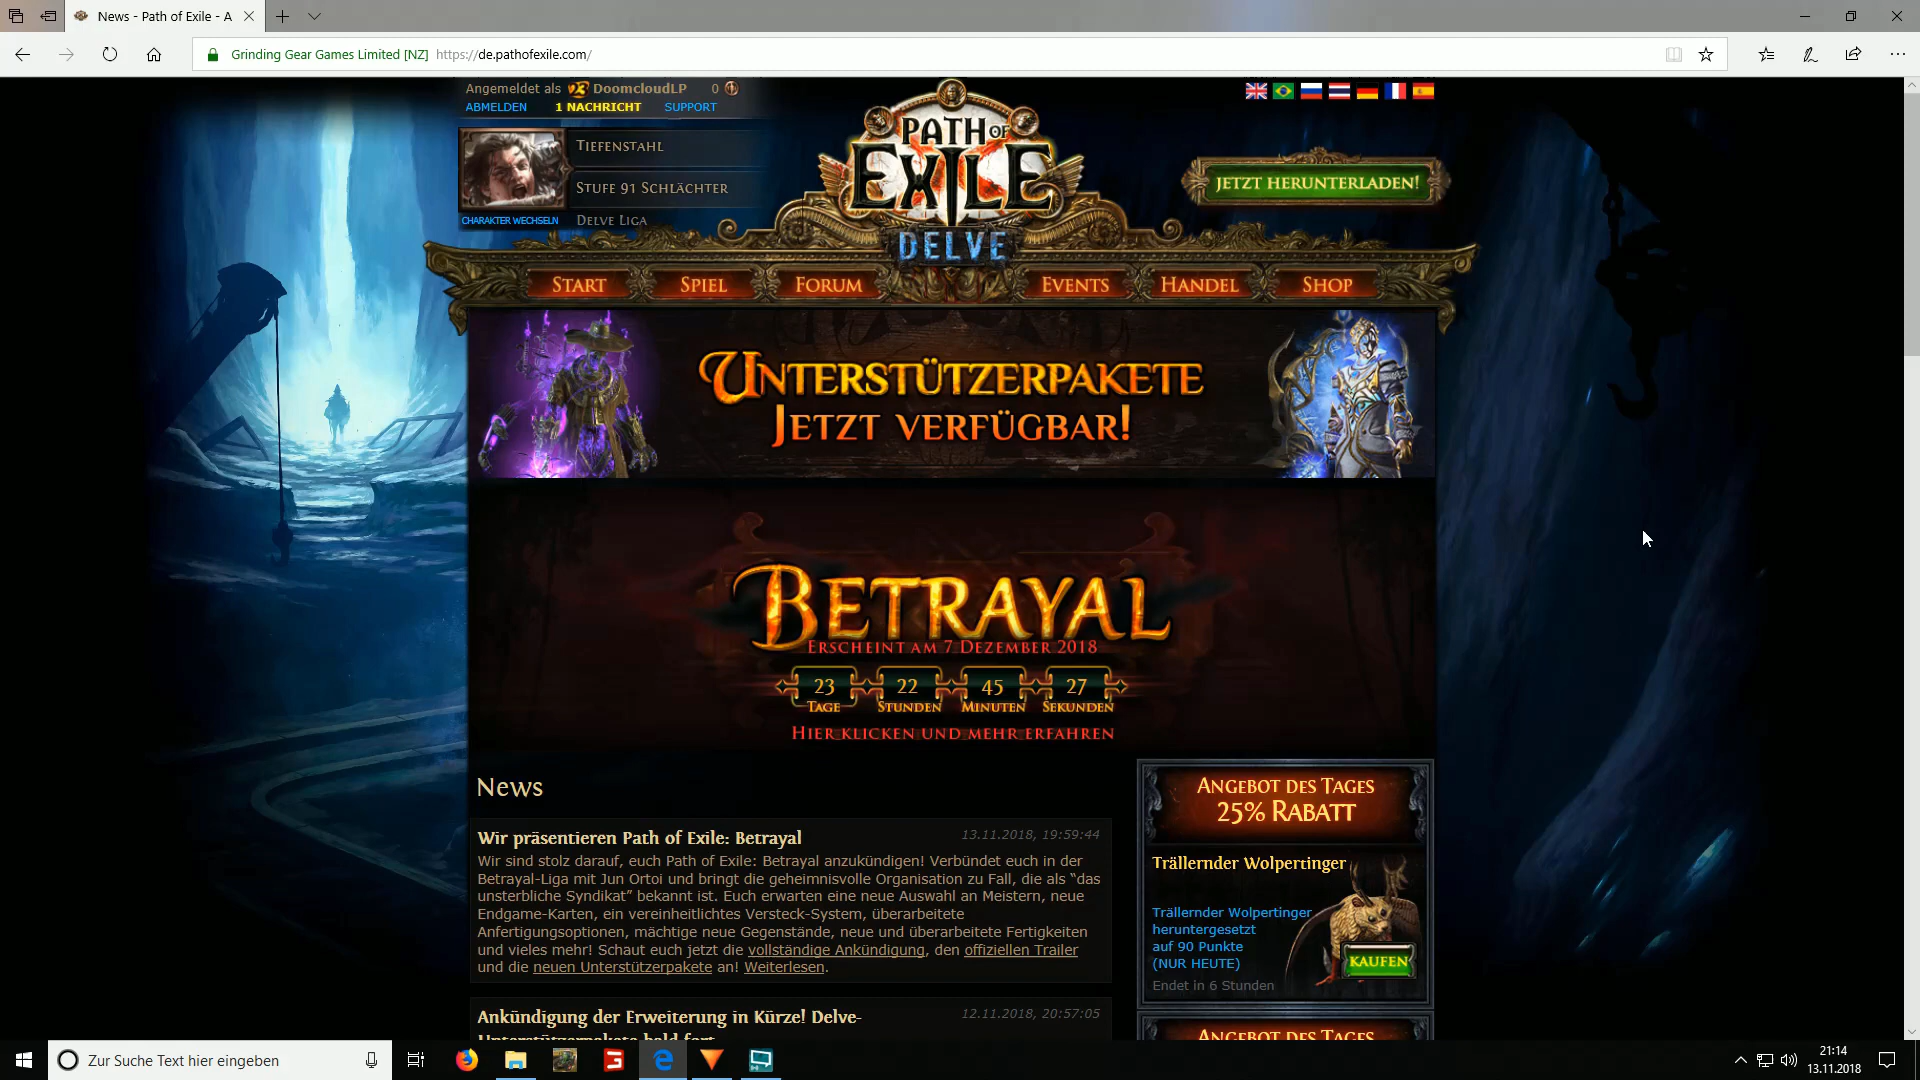 News - Path of Exile - A
Grinding Gear Games Limited [NZ] https://de.pathofexile.com/
Angemeldet als DoomcloudLP 0
ABMELDEN 1 NACHRICHT SUPPORT
Tiefenstahl
Stufe 91 Schlächter
CHARAKTER WECHSELN Delve Liga
PATH OF
EXILE
DELVE
JETZT HERUNTERLADEN!
Start Spiel Forum Events Handel Shop
Unterstützerpakete
Jetzt verfügbar!
Betrayal
Erscheint am 7 Dezember 2018
23 22 45 27
Tage Stunden Minuten Sekunden
Hier klicken und mehr erfahren
News
Wir präsentieren Path of Exile: Betrayal 13.11.2018, 19:59:44
Wir sind stolz darauf, euch Path of Exile: Betrayal anzukündigen! Verbündet euch in der
Betrayal-Liga mit Jun Ortoi und bringt die geheimnisvolle Organisation zu Fall, die als “das
unsterbliche Syndikat” bekannt ist. Euch erwarten eine neue Auswahl an Meistern, neue
Endgame-Karten, ein vereinheitlichtes Versteck-System, überarbeitete
Anfertigungsoptionen, mächtige neue Gegenstände, neue und überarbeitete Fertigkeiten
und vieles mehr! Schaut euch jetzt die vollständige Ankündigung, den offiziellen Trailer
und die neuen Unterstützerpakete an! Weiterlesen.
Ankündigung der Erweiterung in Kürze! Delve- 12.11.2018, 20:57:05
Unterstützerpakete bald fort
Angebot des Tages
25% Rabatt
Trällernder Wolpertinger
Trällernder Wolpertinger
heruntergesetzt
auf 90 Punkte
(NUR HEUTE)
KAUFEN
Endet in 6 Stunden
Angebot des Tages
Zur Suche Text hier eingeben
21:14
13.11.2018